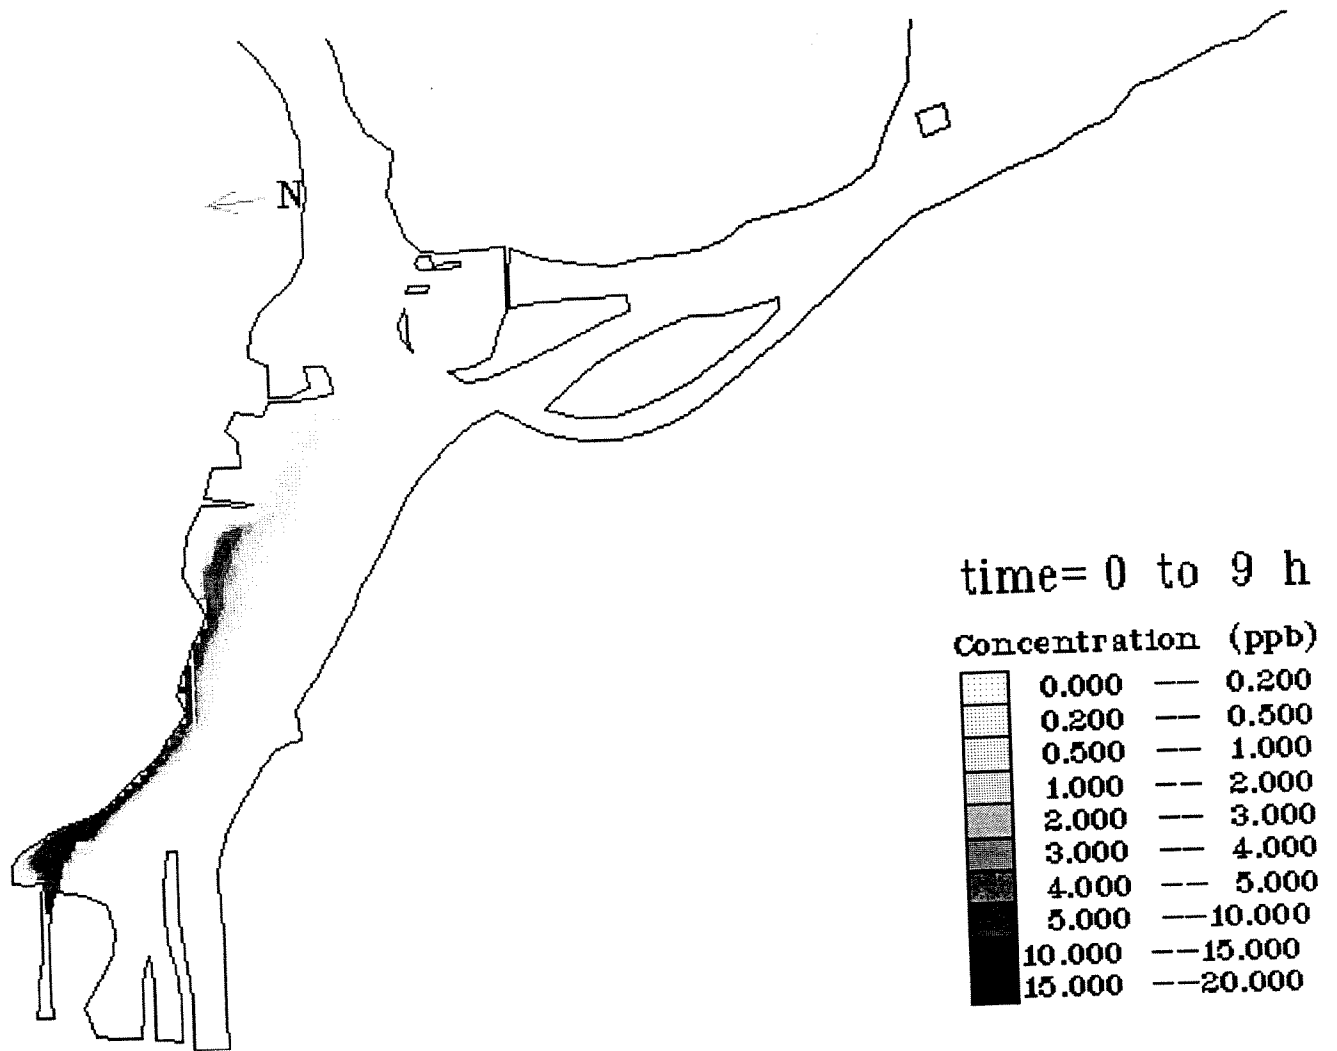 N
time= 0 to 9 h
Concentration (ppb)
0.000 –– 0.200
0.200 –– 0.500
0.500 –– 1.000
1.000 –– 2.000
2.000 –– 3.000
3.000 –– 4.000
4.000 –– 5.000
5.000 ––10.000
10.000 ––15.000
15.000 ––20.000